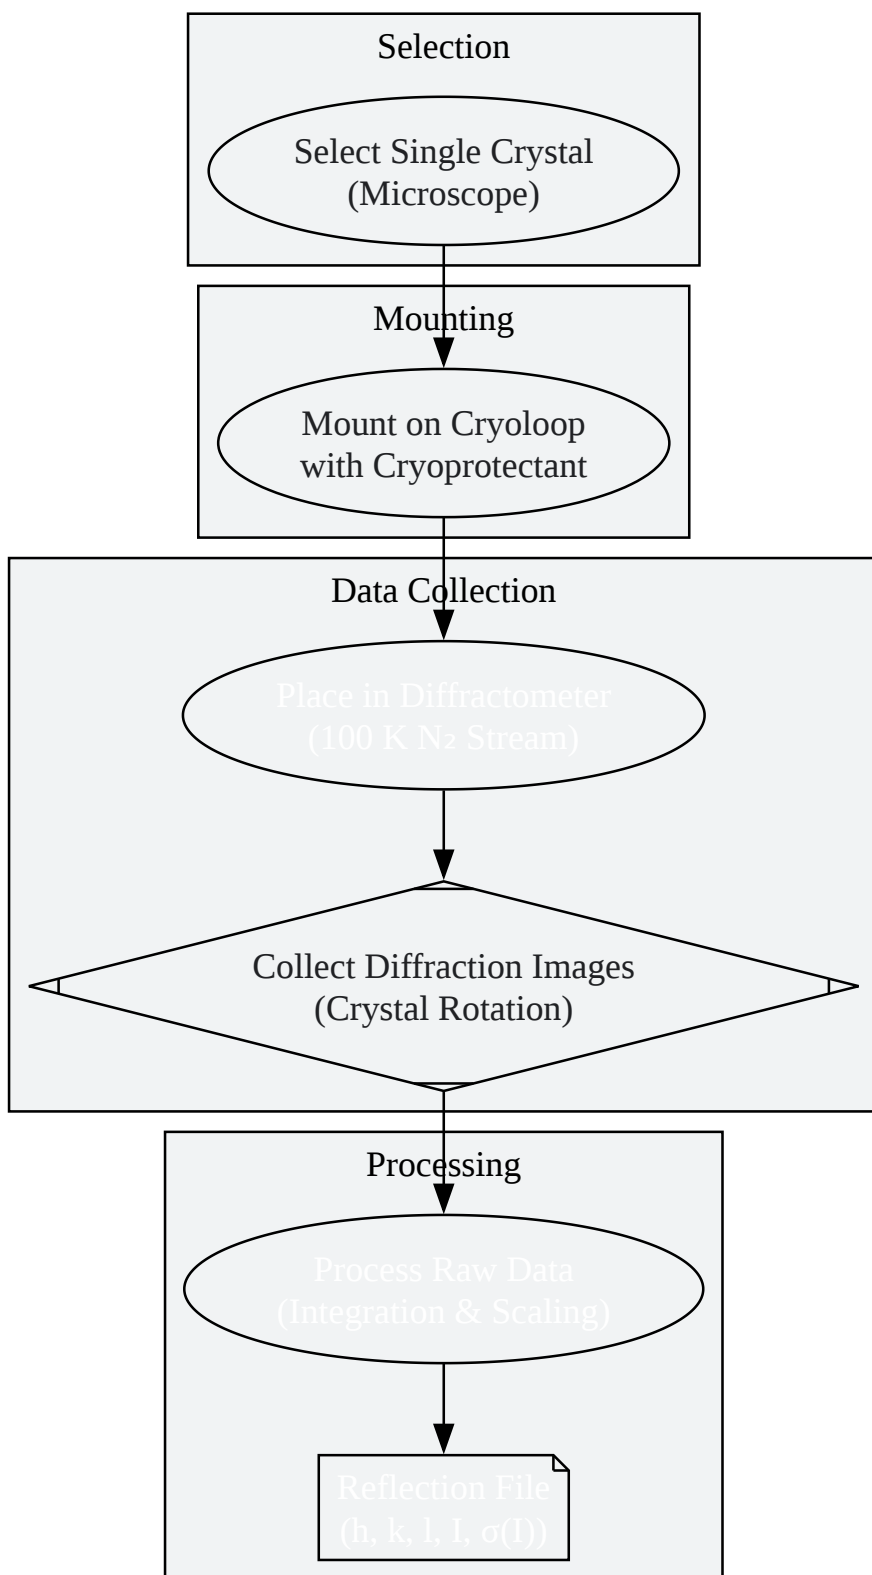 Selection
Select Single Crystal
(Microscope)
Mounting
Mount on Cryoloop
with Cryoprotectant
Data Collection
Place in Diffractometer
(100 K N₂ Stream)
Collect Diffraction Images
(Crystal Rotation)
Processing
Process Raw Data
(Integration & Scaling)
Reflection File
(h, k, l, I, σ(I))